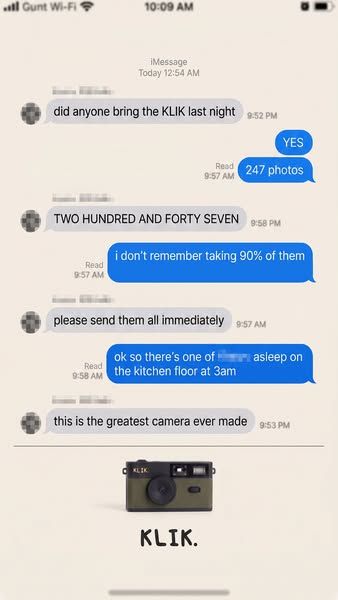 Gunt Wi-Fi
10:09 AM
iMessage
Today 12:54 AM
did anyone bring the KLIK last night
9:52 PM
YES
Read
9:57 AM
247 photos
TWO HUNDRED AND FORTY SEVEN
9:58 PM
i don't remember taking 90% of them
Read
9:57 AM
please send them all immediately
9:57 AM
ok so there's one of asleep on
the kitchen floor at 3am
Read
9:58 AM
this is the greatest camera ever made
9:53 PM
KLIK.
KLIK.